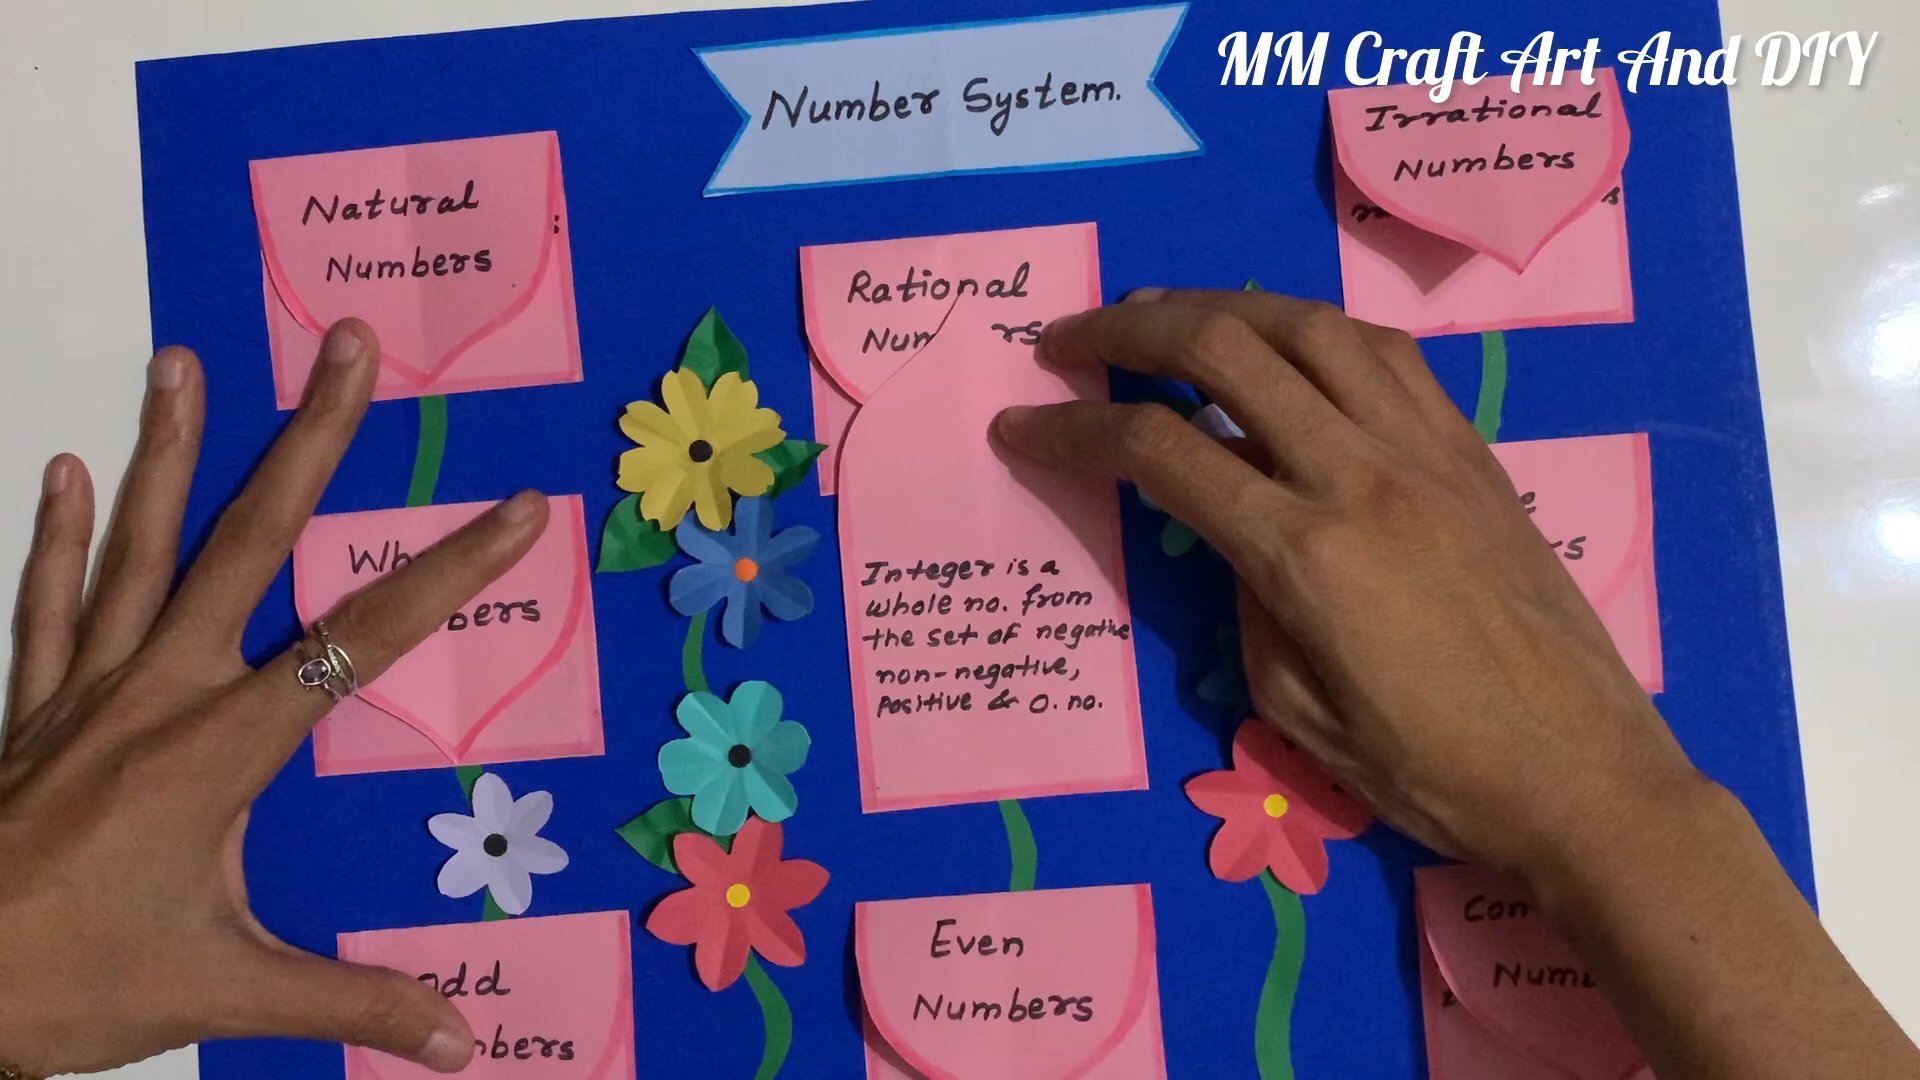 MM Craft Art And DIY
Number System.
Natural
Numbers
Rational
Irrational
Numbers
Integer is a
whole no. from
the set of negative
non-negative,
Positive & 0. no.
Even
Numbers